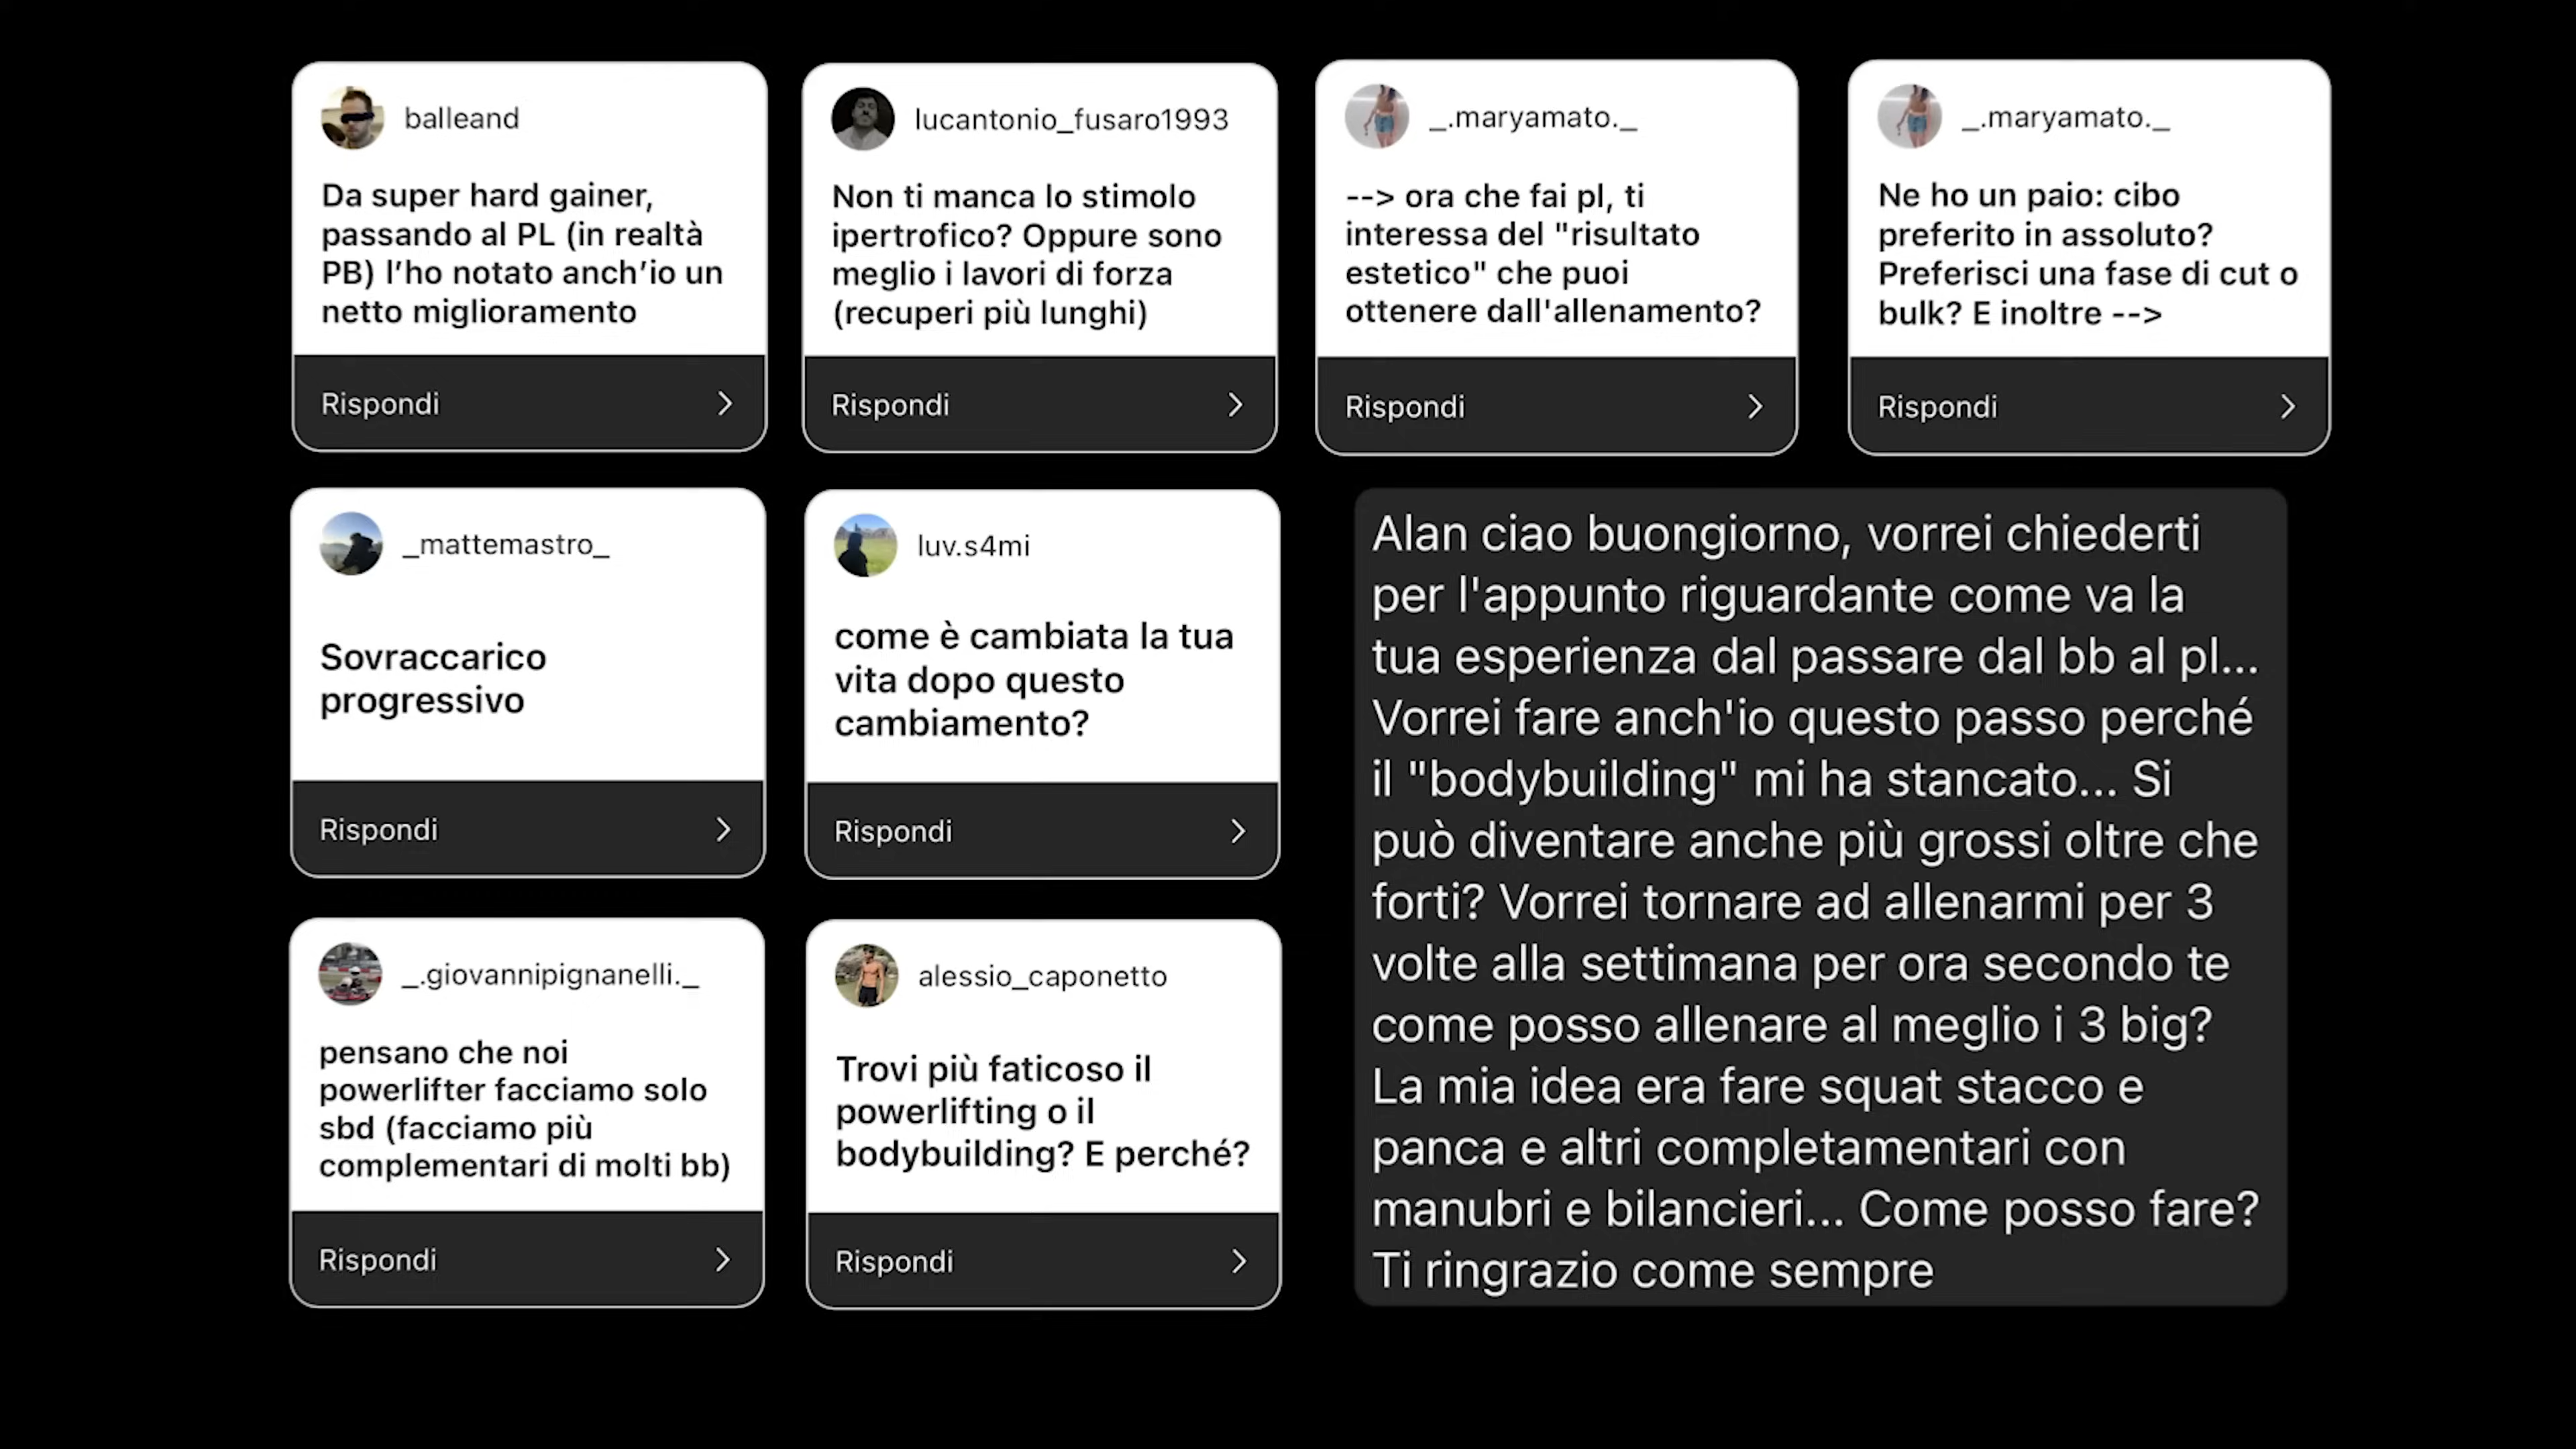 balleand
Da super hard gainer,
passando al PL (in realtà
PB) l'ho notato anch'io un
netto miglioramento
Rispondi
lucantonio_fusaro1993
Non ti manca lo stimolo
ipertrofico? Oppure sono
meglio i lavori di forza
(recuperi più lunghi)
Rispondi
_.maryamato._
--> ora che fai pl, ti
interessa del "risultato
estetico" che puoi
ottenere dall'allenamento?
Rispondi
_.maryamato._
Ne ho un paio: cibo
preferito in assoluto?
Preferisci una fase di cut o
bulk? E inoltre -->
Rispondi
_mattemastro_
Sovraccarico
progressivo
Rispondi
luv.s4mi
come è cambiata la tua
vita dopo questo
cambiamento?
Rispondi
Alan ciao buongiorno, vorrei chiederti
per l'appunto riguardante come va la
tua esperienza dal passare dal bb al pl...
Vorrei fare anch'io questo passo perché
il "bodybuilding" mi ha stancato... Si
può diventare anche più grossi oltre che
forti? Vorrei tornare ad allenarmi per 3
volte alla settimana per ora secondo te
come posso allenare al meglio i 3 big?
La mia idea era fare squat stacco e
panca e altri completamentari con
manubri e bilancieri... Come posso fare?
Ti ringrazio come sempre
_.giovannipignanelli._
pensano che noi
powerlifter facciamo solo
sbd (facciamo più
complementari di molti bb)
Rispondi
alessio_caponetto
Trovi più faticoso il
powerlifting o il
bodybuilding? E perché?
Rispondi